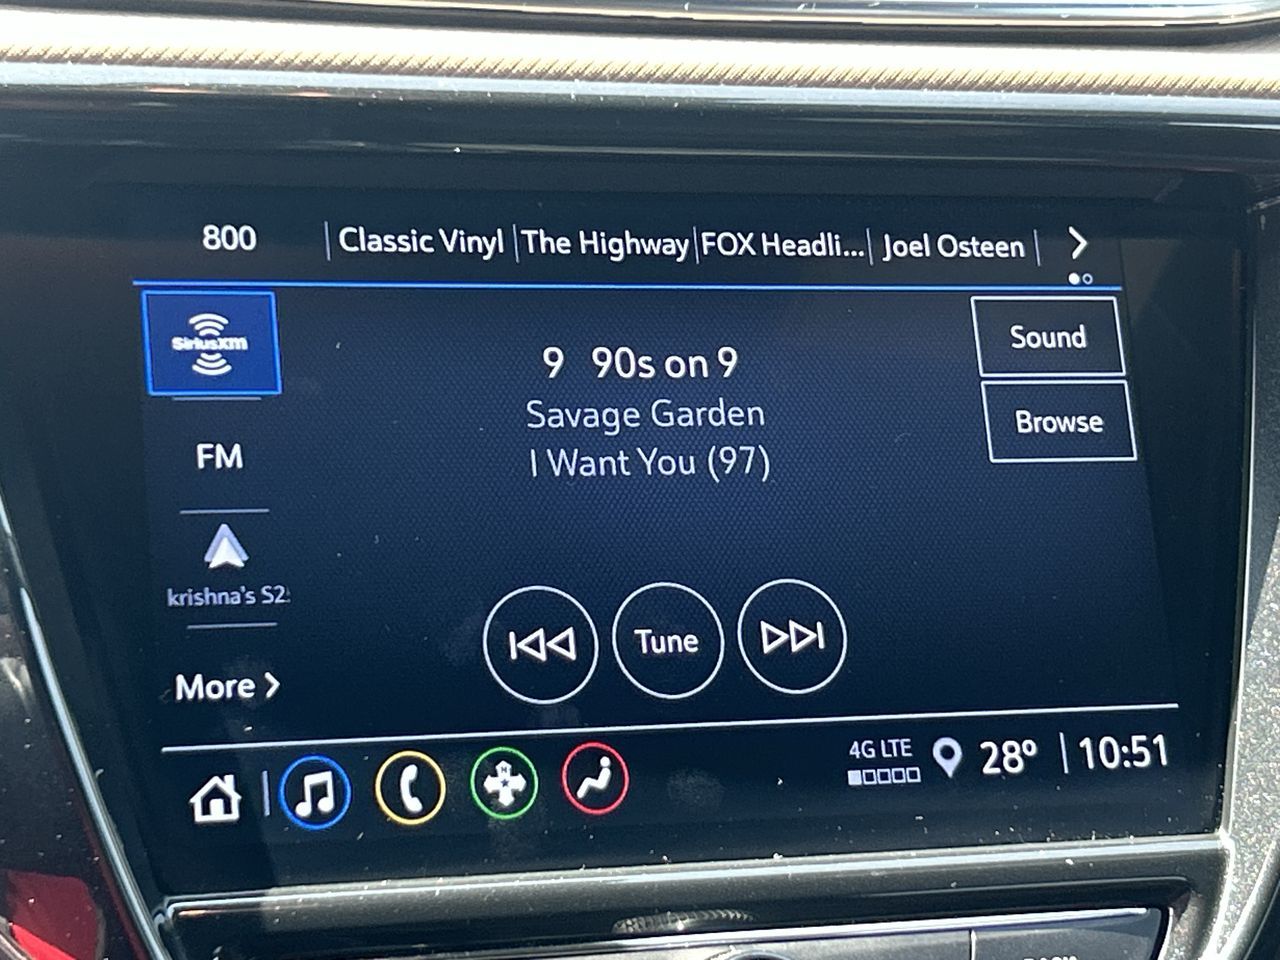 800 Classic Vinyl The Highway FOX Headli... Joel Osteen
SiriusXM
FM
krishna's S2
More
9 90s on 9
Savage Garden
I Want You (97)
Sound
Browse
Tune
4G LTE
28° 10:51